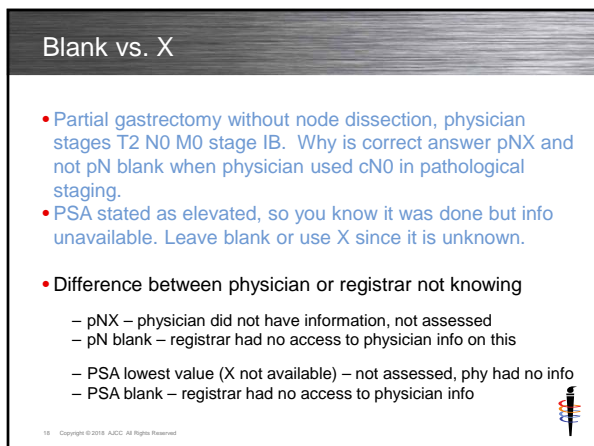 Blank vs. X
• Partial gastrectomy without node dissection, physician
stages T2 N0 M0 stage IB.  Why is correct answer pNX and
not pN blank when physician used cN0 in pathological
staging.
• PSA stated as elevated, so you know it was done but info
unavailable. Leave blank or use X since it is unknown.
• Difference between physician or registrar not knowing
– pNX – physician did not have information, not assessed
– pN blank – registrar had no access to physician info on this
– PSA lowest value (X not available) – not assessed, phy had no info
– PSA blank – registrar had no access to physician info
18 Copyright © 2018 AJCC All Rights Reserved